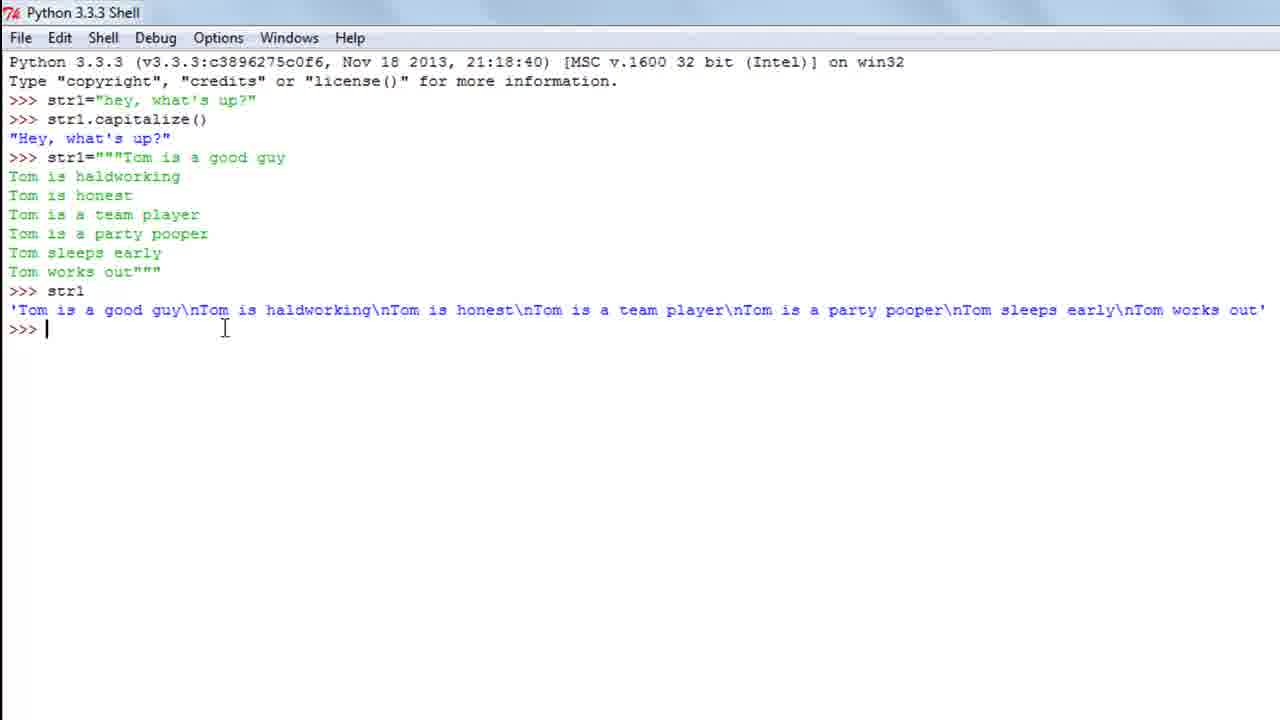 Python 3.3.3 Shell
File Edit Shell Debug Options Windows Help
Python 3.3.3 (v3.3.3:c3896275c0f6, Nov 18 2013, 21:18:40) [MSC v.1600 32 bit (Intel)] on win32
Type "copyright", "credits" or "license()" for more information.
>>> str1="hey, what's up?"
>>> str1.capitalize()
"Hey, what's up?"
>>> str1="""Tom is a good guy
Tom is haldworking
Tom is honest
Tom is a team player
Tom is a party pooper
Tom sleeps early
Tom works out"""
>>> str1
'Tom is a good guy\nTom is haldworking\nTom is honest\nTom is a team player\nTom is a party pooper\nTom sleeps early\nTom works out'
>>>